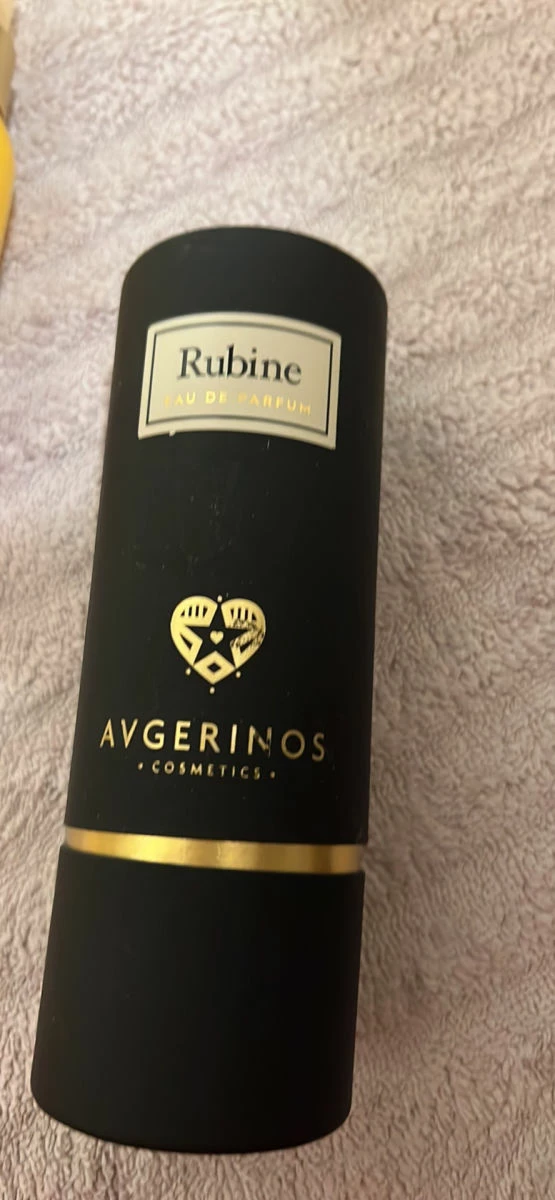 Rubine
EAU DE PARFUM
AVGERINOS
• COSMETICS •